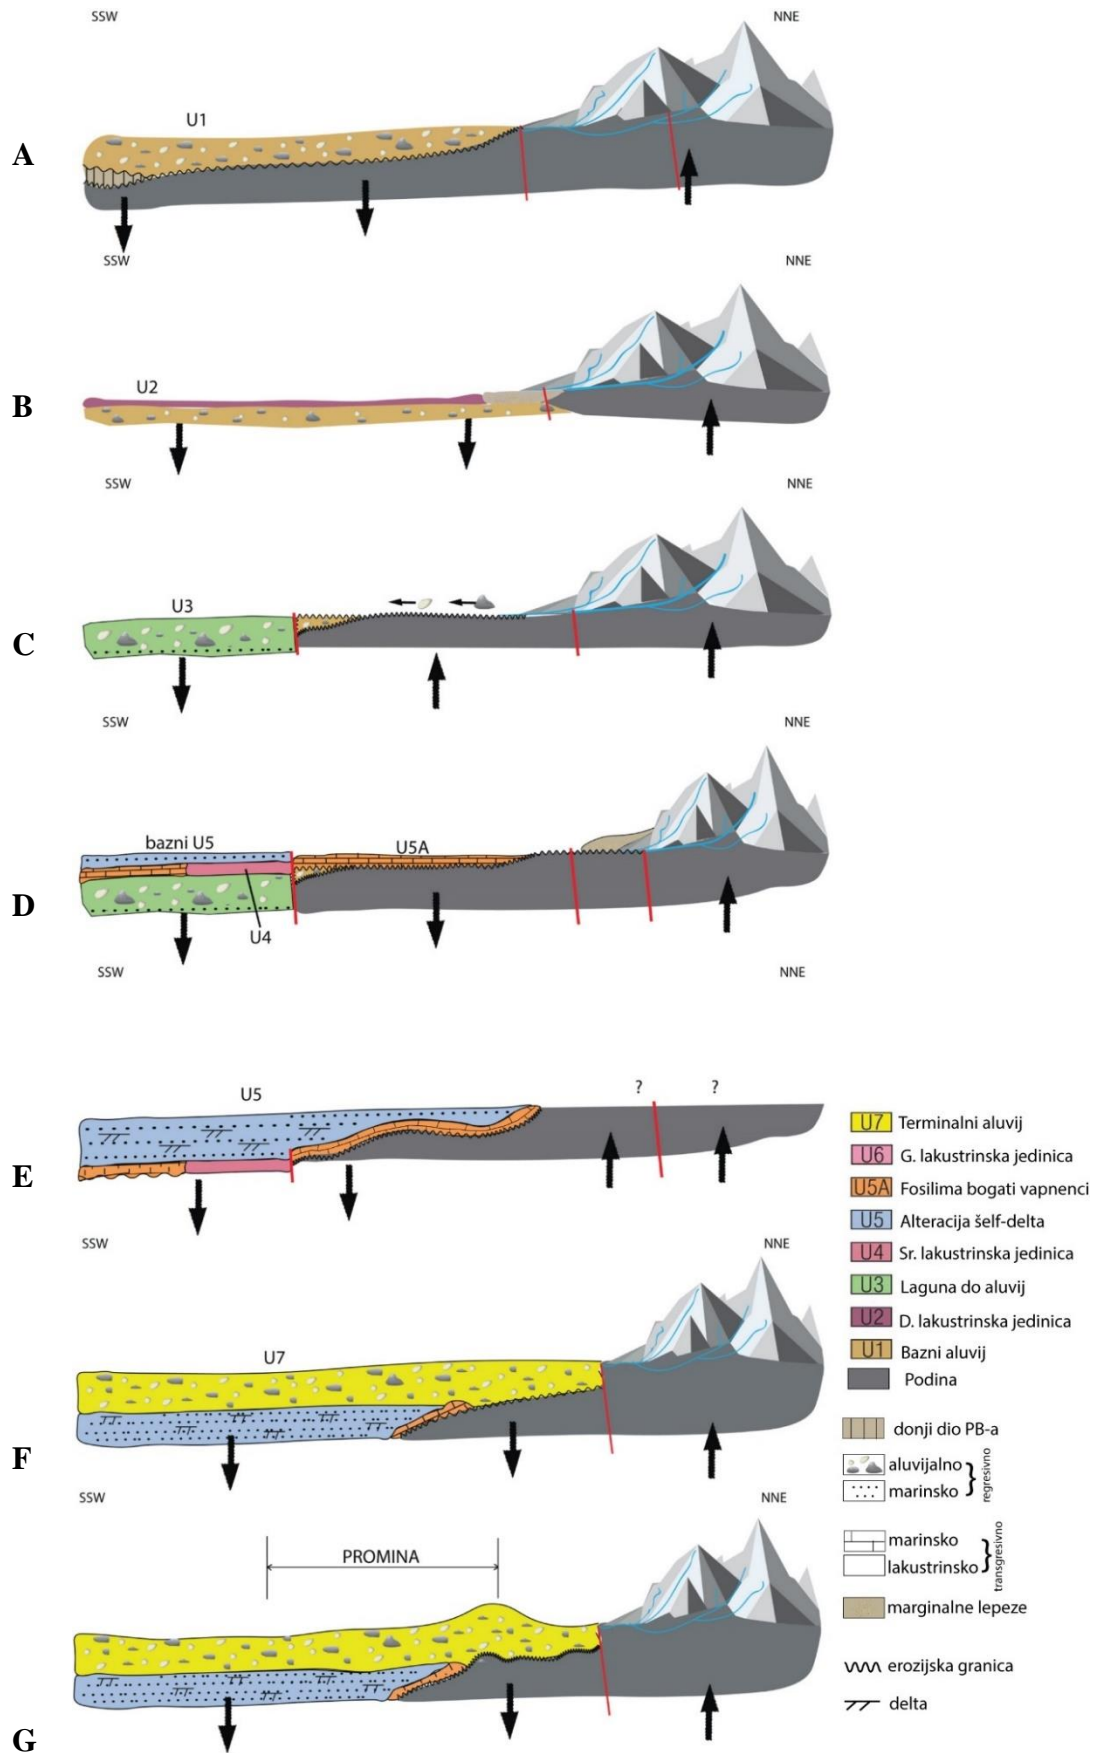 SSW NNE
U1
A
SSW NNE
U2
B
SSW NNE
U3
C
SSW NNE
bazni U5
U5A
D
U4
SSW NNE
U5
? ?
E
SSW NNE
U7
F
SSW NNE
PROMINA
G
U7 Terminalni aluvij
U6 G. lakustrinska jedinica
U5A Fosilima bogati vapnenci
U5 Alteracija šelf-delta
U4 Sr. lakustrinska jedinica
U3 Laguna do aluvij
U2 D. lakustrinska jedinica
U1 Bazni aluvij
Podina
donji dio PB-a
aluvijalno
marinsko
regresivno
marinsko
lakustrinsko
transgresivno
marginalne lepeze
erozijska granica
delta